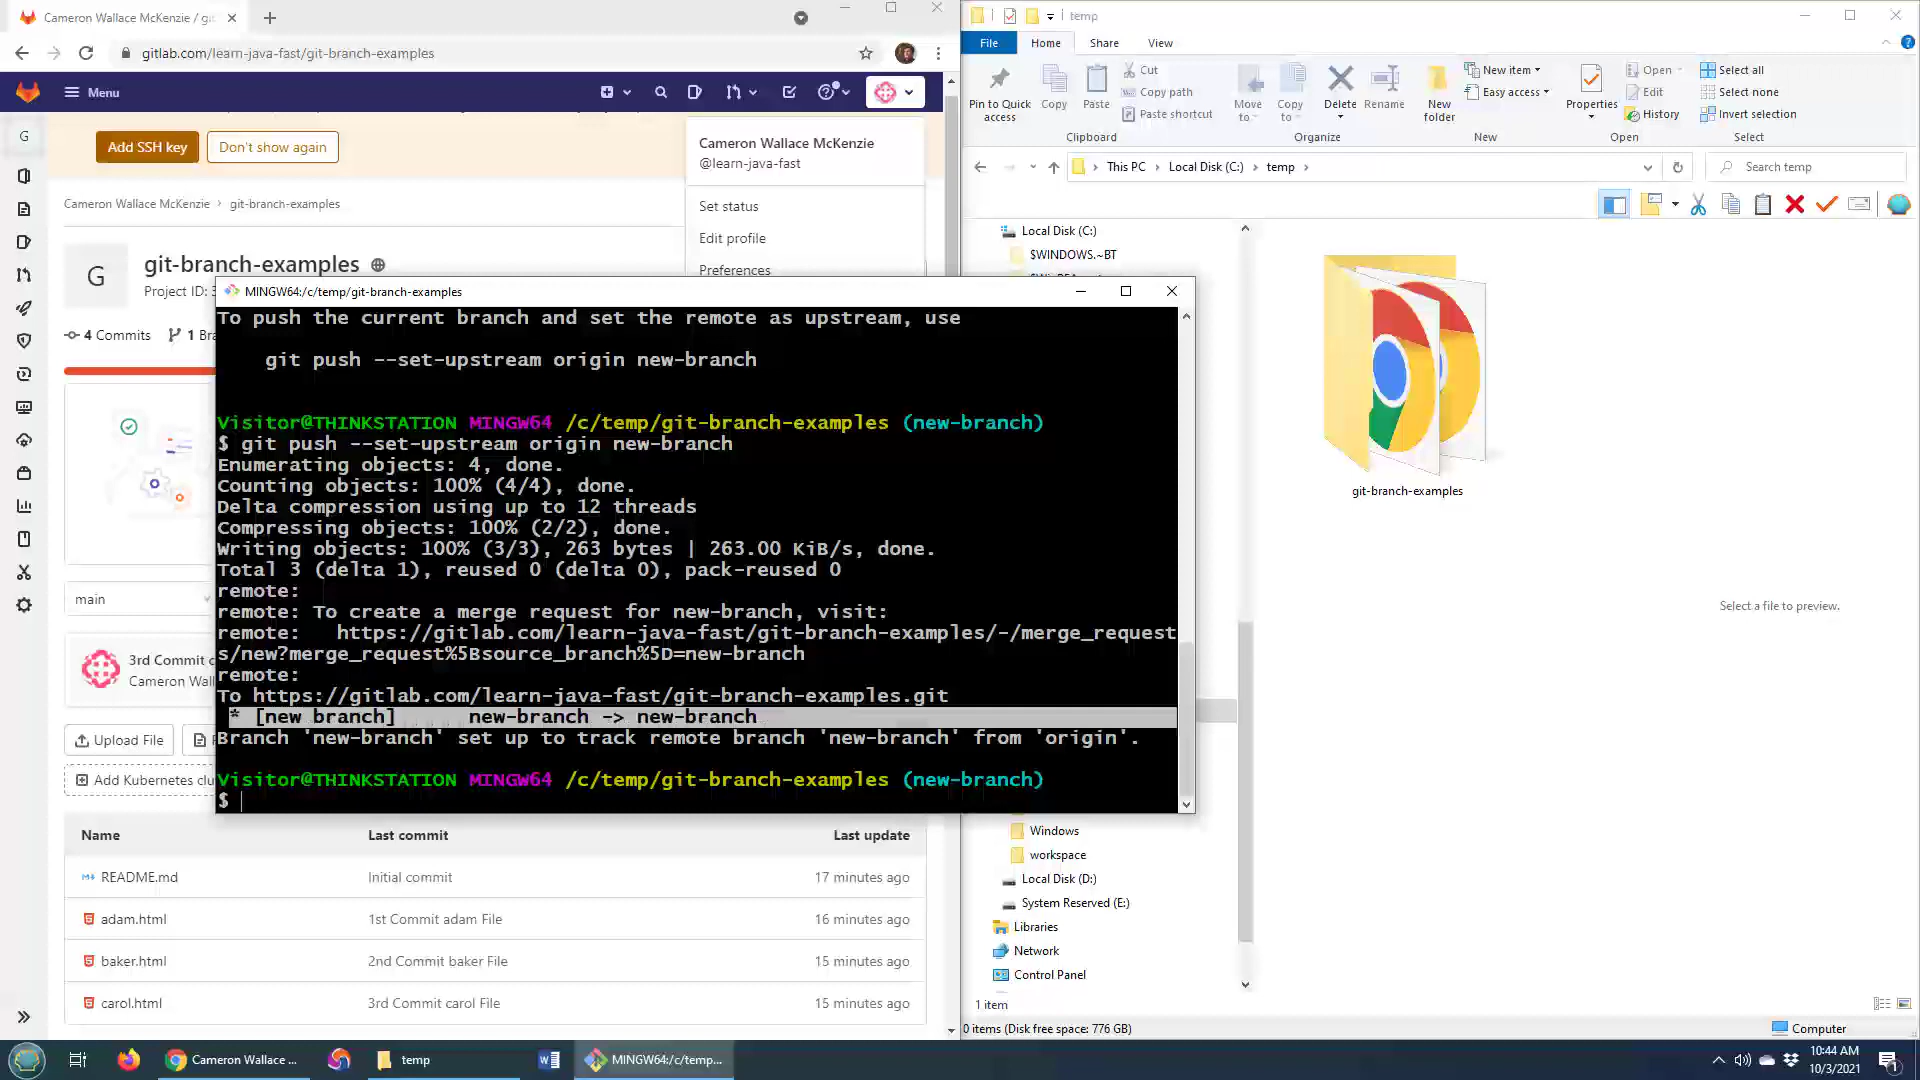 Cameron Wallace McKenzie / git
gitlab.com/learn-java-fast/git-branch-examples
Menu
G
Add SSH key
Don't show again
Cameron Wallace McKenzie
@learn-java-fast
Set status
Edit profile
Preferences
Cameron Wallace McKenzie › git-branch-examples
G
git-branch-examples
Project ID: 3
4 Commits
1 Bra
main
3rd Commit c
Cameron Wal
Upload File
Add Kubernetes clu
Name Last commit Last update
README.md Initial commit 17 minutes ago
adam.html 1st Commit adam File 16 minutes ago
baker.html 2nd Commit baker File 15 minutes ago
carol.html 3rd Commit carol File 15 minutes ago
MINGW64:/c/temp/git-branch-examples
To push the current branch and set the remote as upstream, use
git push --set-upstream origin new-branch
Visitor@THINKSTATION MINGW64 /c/temp/git-branch-examples (new-branch)
$ git push --set-upstream origin new-branch
Enumerating objects: 4, done.
Counting objects: 100% (4/4), done.
Delta compression using up to 12 threads
Compressing objects: 100% (2/2), done.
Writing objects: 100% (3/3), 263 bytes | 263.00 KiB/s, done.
Total 3 (delta 1), reused 0 (delta 0), pack-reused 0
remote:
remote: To create a merge request for new-branch, visit:
remote:   https://gitlab.com/learn-java-fast/git-branch-examples/-/merge_request
s/new?merge_request%5Bsource_branch%5D=new-branch
remote:
To https://gitlab.com/learn-java-fast/git-branch-examples.git
* [new branch]      new-branch -> new-branch
Branch 'new-branch' set up to track remote branch 'new-branch' from 'origin'.
Visitor@THINKSTATION MINGW64 /c/temp/git-branch-examples (new-branch)
$
temp
File Home Share View
Pin to Quick access
Copy
Paste
Cut
Copy path
Paste shortcut
Clipboard
Move to
Copy to
Delete
Rename
Organize
New folder
New item
Easy access
New
Properties
Open
Edit
History
Open
Select all
Select none
Invert selection
Select
This PC › Local Disk (C:) › temp ›
Search temp
Local Disk (C:)
$WINDOWS.~BT
Windows
workspace
Local Disk (D:)
System Reserved (E:)
Libraries
Network
Control Panel
git-branch-examples
Select a file to preview.
1 item
0 items (Disk free space: 776 GB)
Computer
Cameron Wallace ...
temp
MINGW64:/c/temp...
10:44 AM
10/3/2021
1